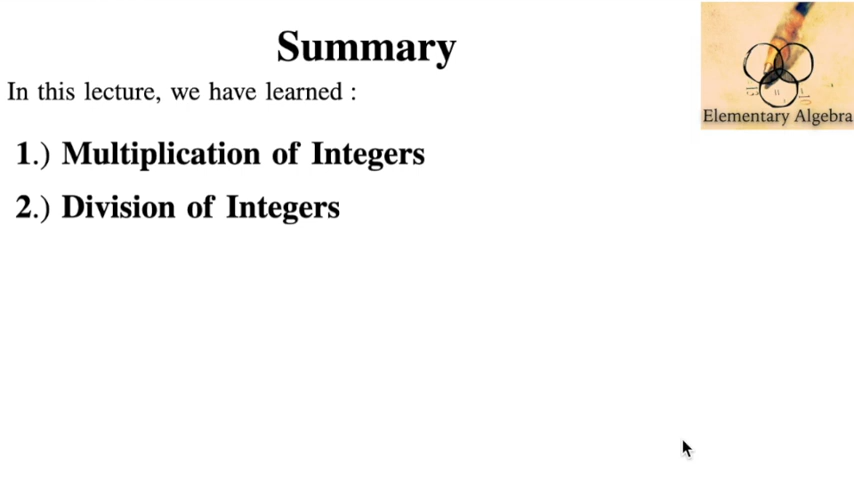 Summary
In this lecture, we have learned :
1.) Multiplication of Integers
2.) Division of Integers
Elementary Algebra